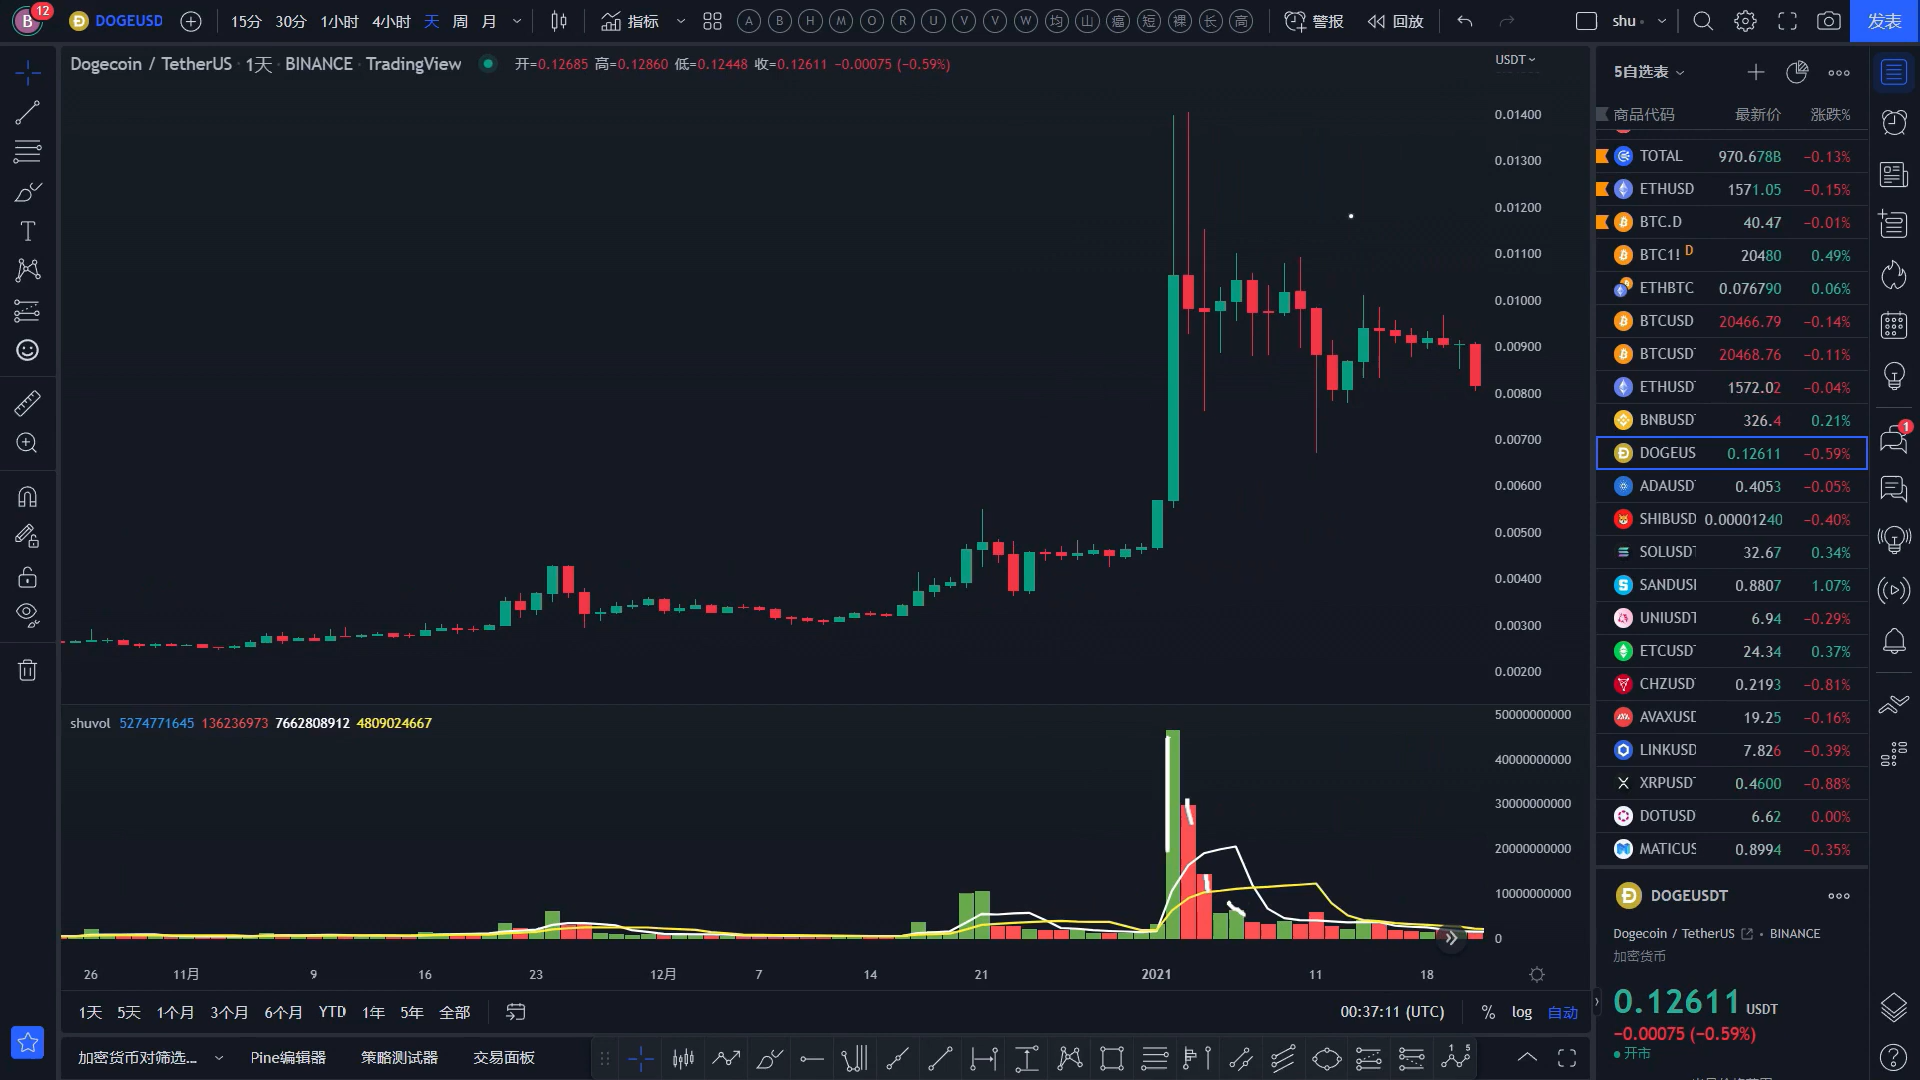 B 12 DOGEUSD 15分 30分 1小时 4小时 天 周 月 指标 A B H M O R U V V W 均 山 瘟 短 裸 长 高 警报 回放 shu 发表
Dogecoin / TetherUS · 1天 · BINANCE · TradingView 开=0.12685 高=0.12860 低=0.12448 收=0.12611 −0.00075 (−0.59%)
USDT
0.01400
0.01300
0.01200
0.01100
0.01000
0.00900
0.00800
0.00700
0.00600
0.00500
0.00400
0.00300
0.00200
shuvol 5274771645 136236973 7662808912 4809024667
50000000000
40000000000
30000000000
20000000000
10000000000
0
26 11月 9 16 23 12月 7 14 21 2021 11 18
1天 5天 1个月 3个月 6个月 YTD 1年 5年 全部 00:37:11 (UTC) % log 自动
加密货币对筛选... Pine编辑器 策略测试器 交易面板
5自选表
商品代码 最新价 涨跌%
TOTAL 970.678B −0.13%
ETHUSD 1571.05 −0.15%
BTC.D 40.47 −0.01%
BTC1! D 20480 0.49%
ETHBTC 0.076790 0.06%
BTCUSD 20466.79 −0.14%
BTCUSD 20468.76 −0.11%
ETHUSD 1572.02 −0.04%
BNBUSD 326.4 0.21%
DOGEUS 0.12611 −0.59%
ADAUSD 0.4053 −0.05%
SHIBUSD 0.00001240 −0.40%
SOLUSD 32.67 0.34%
SANDUSI 0.8807 1.07%
UNIUSDT 6.94 −0.29%
ETCUSD 24.34 0.37%
CHZUSD 0.2193 −0.81%
AVAXUSD 19.25 −0.16%
LINKUSD 7.826 −0.39%
XRPUSD 0.4600 −0.88%
DOTUSD 6.62 0.00%
MATICUS 0.8994 −0.35%
DOGEUSDT
Dogecoin / TetherUS · BINANCE
加密货币
0.12611 USDT
−0.00075 (−0.59%)
开市
1